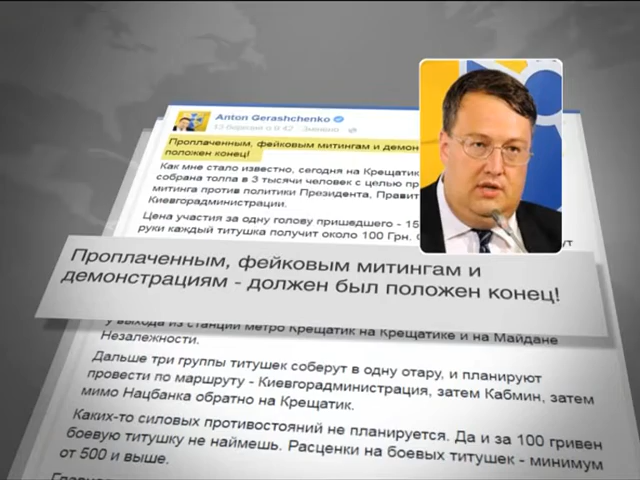 Anton Gerashchenko
13 березня о 9:42 · Змінено
Проплаченным, фейковым митингам и
положен конец!
Как мне стало известно, сегодня на Крещатик
собрана толпа в 3 тысячи человек с целью
митинга против политики Президента,
Киевгорадминистрации.
Цена участия за одну голову пришедшего - 15
руки каждый титушка получит около 100 Грн.
Проплаченным, фейковым митингам и
демонстрациям - должен был положен конец!
у выхода из станции метро Крещатик на Крещатике и на Майдане
Незалежности.
Дальше три группы титушек соберут в одну отару, и планируют
провести по маршруту - Киевгорадминистрация, затем Кабмин, затем
мимо Нацбанка обратно на Крещатик.
Каких-то силовых противостояний не планируется. Да и за 100 гривен
боевую титушку не наймешь. Расценки на боевых титушек - минимум
от 500 и выше.